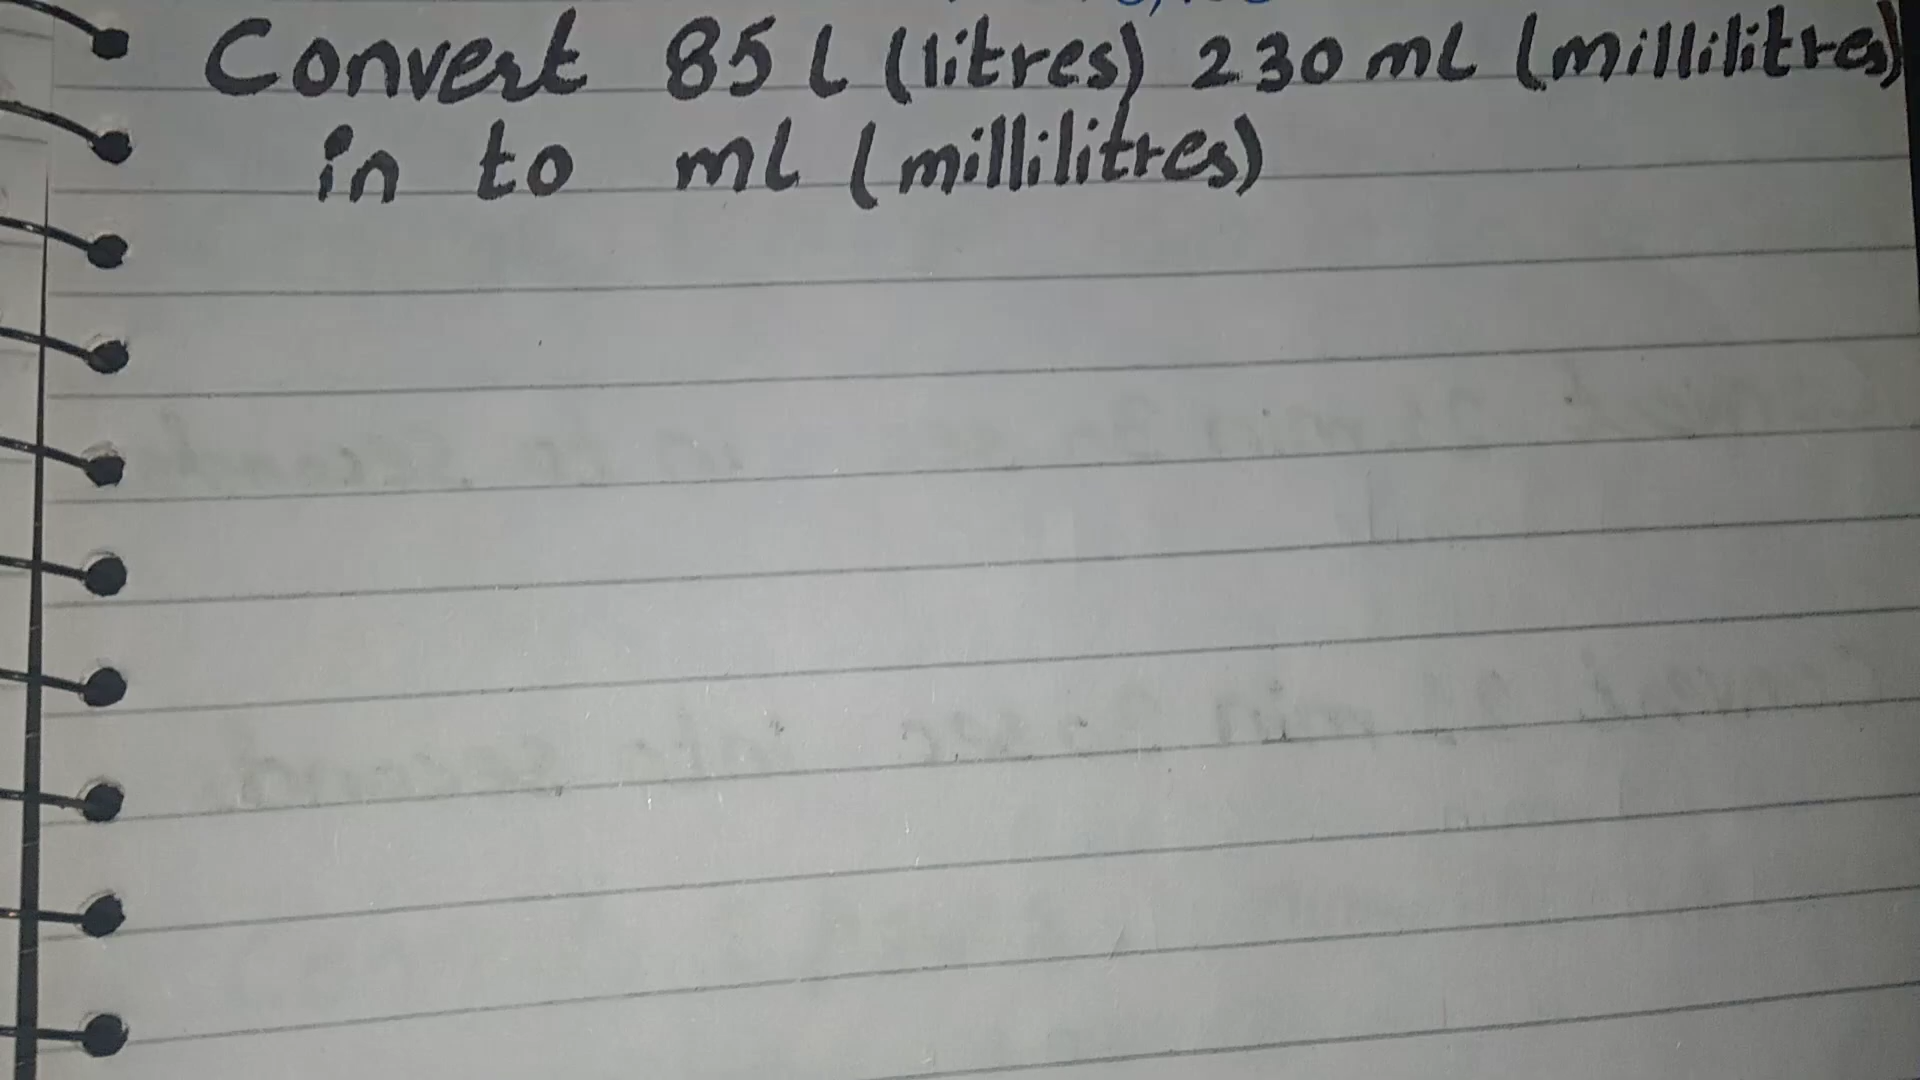 Convert 85 l (litres) 230 ml (millilitres)
in to ml (millilitres)